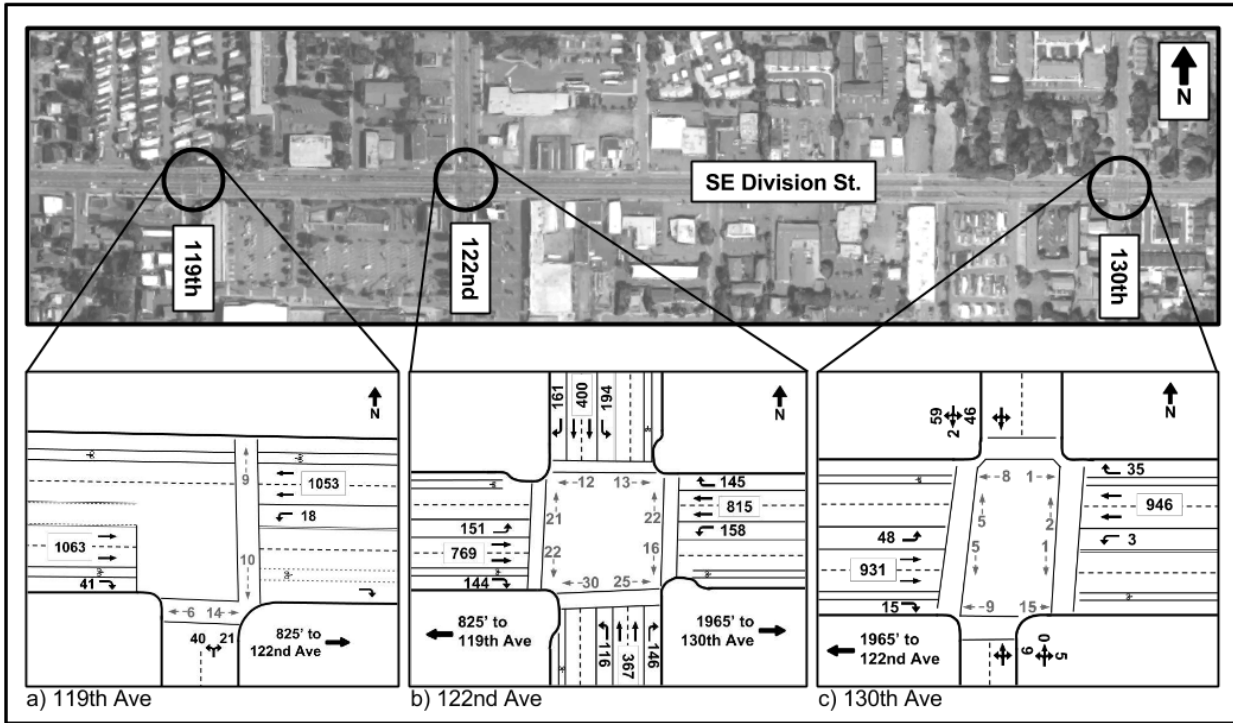 N
SE Division St.
119th
122nd
130th
N
9
1053
18
1063
10
41
6 14
40 21
825' to
122nd Ave
a) 119th Ave
161
400
194
N
12 13
145
21
22
815
151
158
769
22
16
144
30 25
825' to
119th Ave
116
367
146
1965' to
130th Ave
b) 122nd Ave
59
2
46
N
8 1
35
5
2
946
48
3
5
1
931
15
9 15
1965' to
122nd Ave
9
0
5
c) 130th Ave